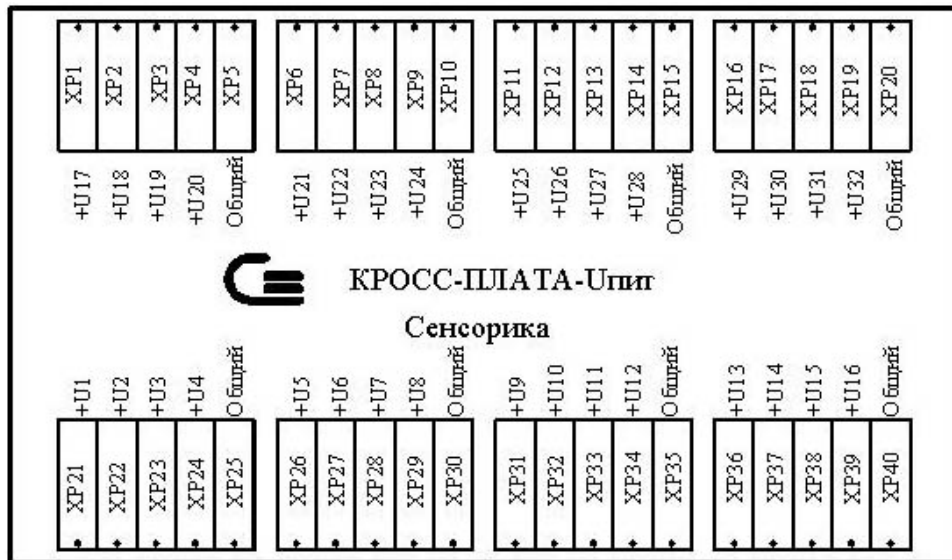 XP1 XP2 XP3 XP4 XP5 XP6 XP7 XP8 XP9 XP10 XP11 XP12 XP13 XP14 XP15 XP16 XP17 XP18 XP19 XP20
+U17 +U18 +U19 +U20 Общий +U21 +U22 +U23 +U24 Общий +U25 +U26 +U27 +U28 Общий +U29 +U30 +U31 +U32 Общий
КРОСС-ПЛАТА-Uпит
Сенсорика
+U1 +U2 +U3 +U4 Общий +U5 +U6 +U7 +U8 Общий +U9 +U10 +U11 +U12 Общий +U13 +U14 +U15 +U16 Общий
XP21 XP22 XP23 XP24 XP25 XP26 XP27 XP28 XP29 XP30 XP31 XP32 XP33 XP34 XP35 XP36 XP37 XP38 XP39 XP40